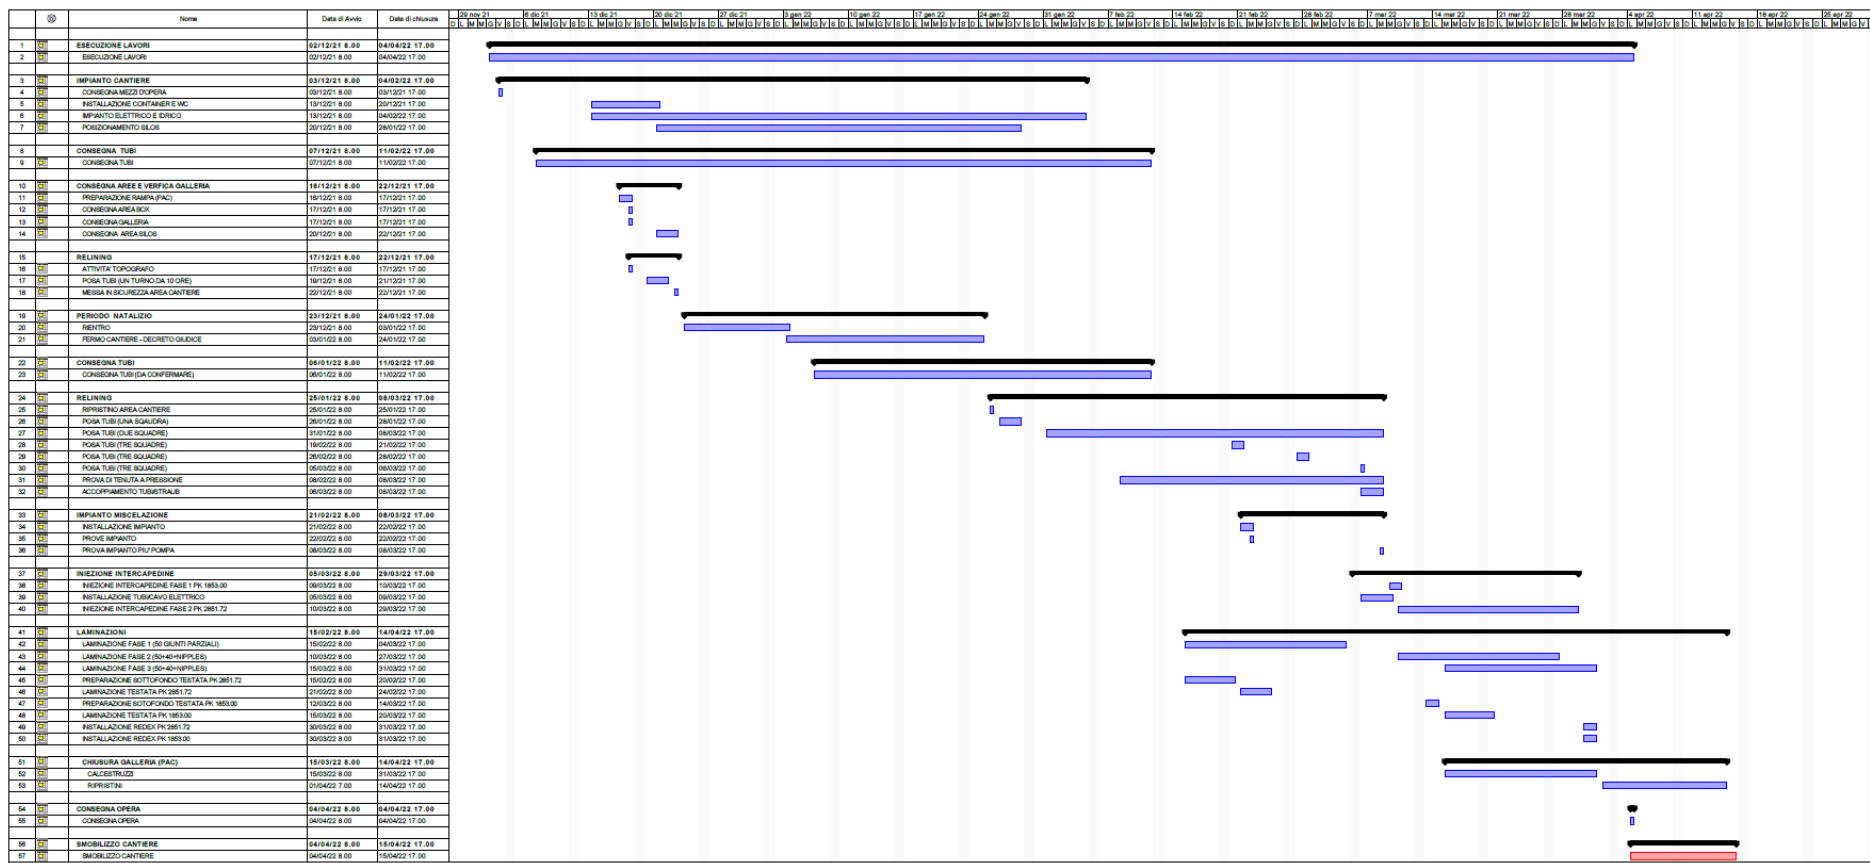 Nome Data di Avvio Data di chiusura 29 nov 21 6 dic 21 13 dic 21 20 dic 21 27 dic 21 3 gen 22 10 gen 22 17 gen 22 24 gen 22 31 gen 22 7 feb 22 14 feb 22 21 feb 22 28 feb 22 7 mar 22 14 mar 22 21 mar 22 28 mar 22 4 apr 22 11 apr 22 18 apr 22 25 apr 22
1 ESECUZIONE LAVORI 02/12/21 8.00 04/04/22 17.00
2 ESECUZIONE LAVORI 02/12/21 8.00 04/04/22 17.00
3 IMPIANTO CANTIERE 03/12/21 8.00 04/02/22 17.00
4 CONSEGNA MEZZI D'OPERA 03/12/21 8.00 03/12/21 17.00
5 INSTALLAZIONE CONTAINER E WC 13/12/21 8.00 20/12/21 17.00
6 IMPIANTO ELETTRICO E IDRICO 13/12/21 8.00 04/02/22 17.00
7 POSIZIONAMENTO SILOS 20/12/21 8.00 28/01/22 17.00
8 CONSEGNA TUBI 07/12/21 8.00 11/02/22 17.00
9 CONSEGNA TUBI 07/12/21 8.00 11/02/22 17.00
10 CONSEGNA AREE E VERFICA GALLERIA 16/12/21 8.00 22/12/21 17.00
11 PREPARAZIONE RAMPA (PAC) 16/12/21 8.00 17/12/21 17.00
12 CONSEGNA AREA BOX 17/12/21 8.00 17/12/21 17.00
13 CONSEGNA GALLERIA 17/12/21 8.00 17/12/21 17.00
14 CONSEGNA AREA SILOS 20/12/21 8.00 22/12/21 17.00
15 RELINING 17/12/21 8.00 22/12/21 17.00
16 ATTIVITA' TOPOGRAFO 17/12/21 8.00 17/12/21 17.00
17 POSA TUBI (UN TURNO DA 10 ORE) 19/12/21 8.00 21/12/21 17.00
18 MESSA IN SICUREZZA AREA CANTIERE 22/12/21 8.00 22/12/21 17.00
19 PERIODO NATALIZIO 23/12/21 8.00 24/01/22 17.00
20 RIENTRO 23/12/21 8.00 03/01/22 17.00
21 FERMO CANTIERE - DECRETO GIUDICE 03/01/22 8.00 24/01/22 17.00
22 CONSEGNA TUBI 06/01/22 8.00 11/02/22 17.00
23 CONSEGNA TUBI (DA CONFERMARE) 06/01/22 8.00 11/02/22 17.00
24 RELINING 25/01/22 8.00 08/03/22 17.00
25 RIPRISTINO AREA CANTIERE 25/01/22 8.00 25/01/22 17.00
26 POSA TUBI (UNA SQAUDRA) 26/01/22 8.00 28/01/22 17.00
27 POSA TUBI (DUE SQUADRE) 31/01/22 8.00 08/03/22 17.00
28 POSA TUBI (TRE SQUADRE) 19/02/22 8.00 21/02/22 17.00
29 POSA TUBI (TRE SQUADRE) 26/02/22 8.00 28/02/22 17.00
30 POSA TUBI (TRE SQUADRE) 05/03/22 8.00 06/03/22 17.00
31 PROVA DI TENUTA A PRESSIONE 08/02/22 8.00 08/03/22 17.00
32 ACCOPPIAMENTO TUBI/STRAUB 06/03/22 8.00 08/03/22 17.00
33 IMPIANTO MISCELAZIONE 21/02/22 8.00 08/03/22 17.00
34 INSTALLAZIONE IMPIANTO 21/02/22 8.00 22/02/22 17.00
35 PROVE IMPIANTO 22/02/22 8.00 22/02/22 17.00
36 PROVA IMPIANTO PIU' POMPA 08/03/22 8.00 08/03/22 17.00
37 INIEZIONE INTERCAPEDINE 05/03/22 8.00 29/03/22 17.00
38 INIEZIONE INTERCAPEDINE FASE 1 PK 1853.00 09/03/22 8.00 10/03/22 17.00
39 INSTALLAZIONE TUBI/CAVO ELETTRICO 05/03/22 8.00 09/03/22 17.00
40 INIEZIONE INTERCAPEDINE FASE 2 PK 2851.72 10/03/22 8.00 29/03/22 17.00
41 LAMINAZIONI 15/02/22 8.00 14/04/22 17.00
42 LAMINAZIONE FASE 1 (50 GIUNTI PARZIALI) 15/02/22 8.00 04/03/22 17.00
43 LAMINAZIONE FASE 2 (50+40+NIPPLES) 10/03/22 8.00 27/03/22 17.00
44 LAMINAZIONE FASE 3 (50+40+NIPPLES) 15/03/22 8.00 31/03/22 17.00
45 PREPARAZIONE SOTTOFONDO TESTATA PK 2851.72 15/02/22 8.00 20/02/22 17.00
46 LAMINAZIONE TESTATA PK 2851.72 21/02/22 8.00 24/02/22 17.00
47 PREPARAZIONE SOTOFONDO TESTATA PK 1853.00 12/03/22 8.00 14/03/22 17.00
48 LAMINAZIONE TESTATA PK 1853.00 15/03/22 8.00 20/03/22 17.00
49 INSTALLAZIONE REDEX PK 2851.72 30/03/22 8.00 31/03/22 17.00
50 INSTALLAZIONE REDEX PK 1853.00 30/03/22 8.00 31/03/22 17.00
51 CHIUSURA GALLERIA (PAC) 15/03/22 8.00 14/04/22 17.00
52 CALCESTRUZZI 15/03/22 8.00 31/03/22 17.00
53 RIPRISTINI 01/04/22 7.00 14/04/22 17.00
54 CONSEGNA OPERA 04/04/22 8.00 04/04/22 17.00
55 CONSEGNA OPERA 04/04/22 8.00 04/04/22 17.00
56 SMOBILIZZO CANTIERE 04/04/22 8.00 15/04/22 17.00
57 SMOBILIZZO CANTIERE 04/04/22 8.00 15/04/22 17.00